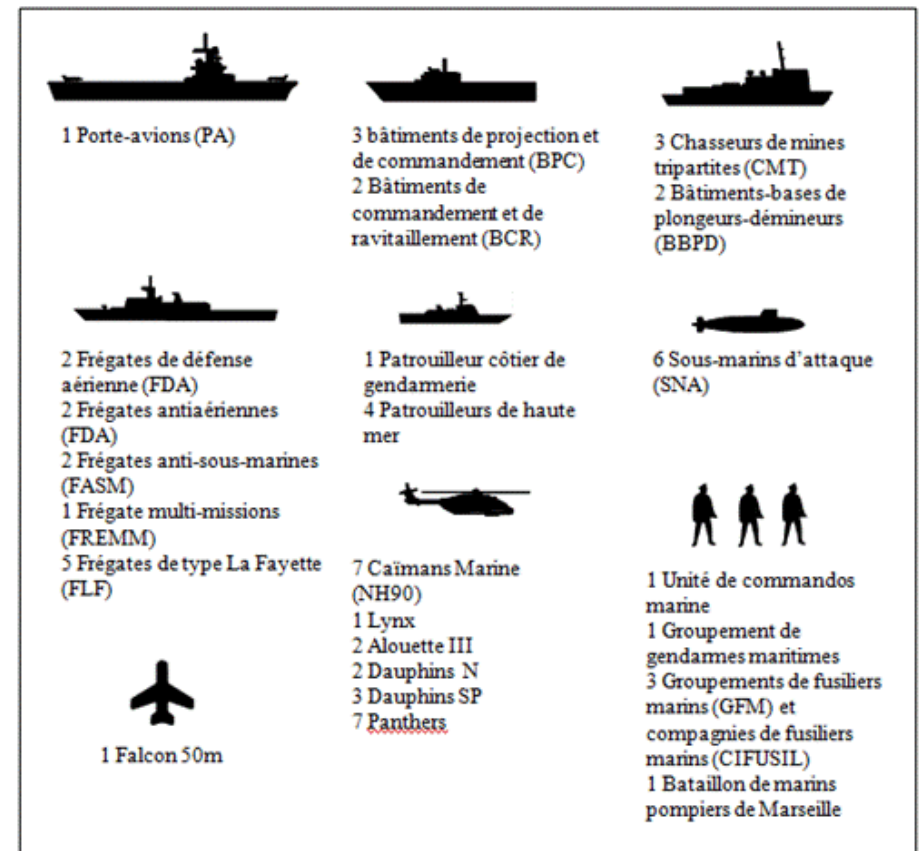 1 Porte-avions (PA)
3 bâtiments de projection et
de commandement (BPC)
2 Bâtiments de
commandement et de
ravitaillement (BCR)
3 Chasseurs de mines
tripartites (CMT)
2 Bâtiments-bases de
plongeurs-démineurs
(BBPD)
2 Frégates de défense
aérienne (FDA)
2 Frégates antiaériennes
(FDA)
2 Frégates anti-sous-marines
(FASM)
1 Frégate multi-missions
(FREMM)
5 Frégates de type La Fayette
(FLF)
1 Patrouilleur côtier de
gendarmerie
4 Patrouilleurs de haute
mer
6 Sous-marins d'attaque
(SNA)
7 Caïmans Marine
(NH90)
1 Lynx
2 Alouette III
2 Dauphins N
3 Dauphins SP
7 Panthers
1 Unité de commandos
marine
1 Groupement de
gendarmes maritimes
3 Groupements de fusiliers
marins (GFM) et
compagnies de fusiliers
marins (CIFUSIL)
1 Bataillon de marins
pompiers de Marseille
1 Falcon 50m